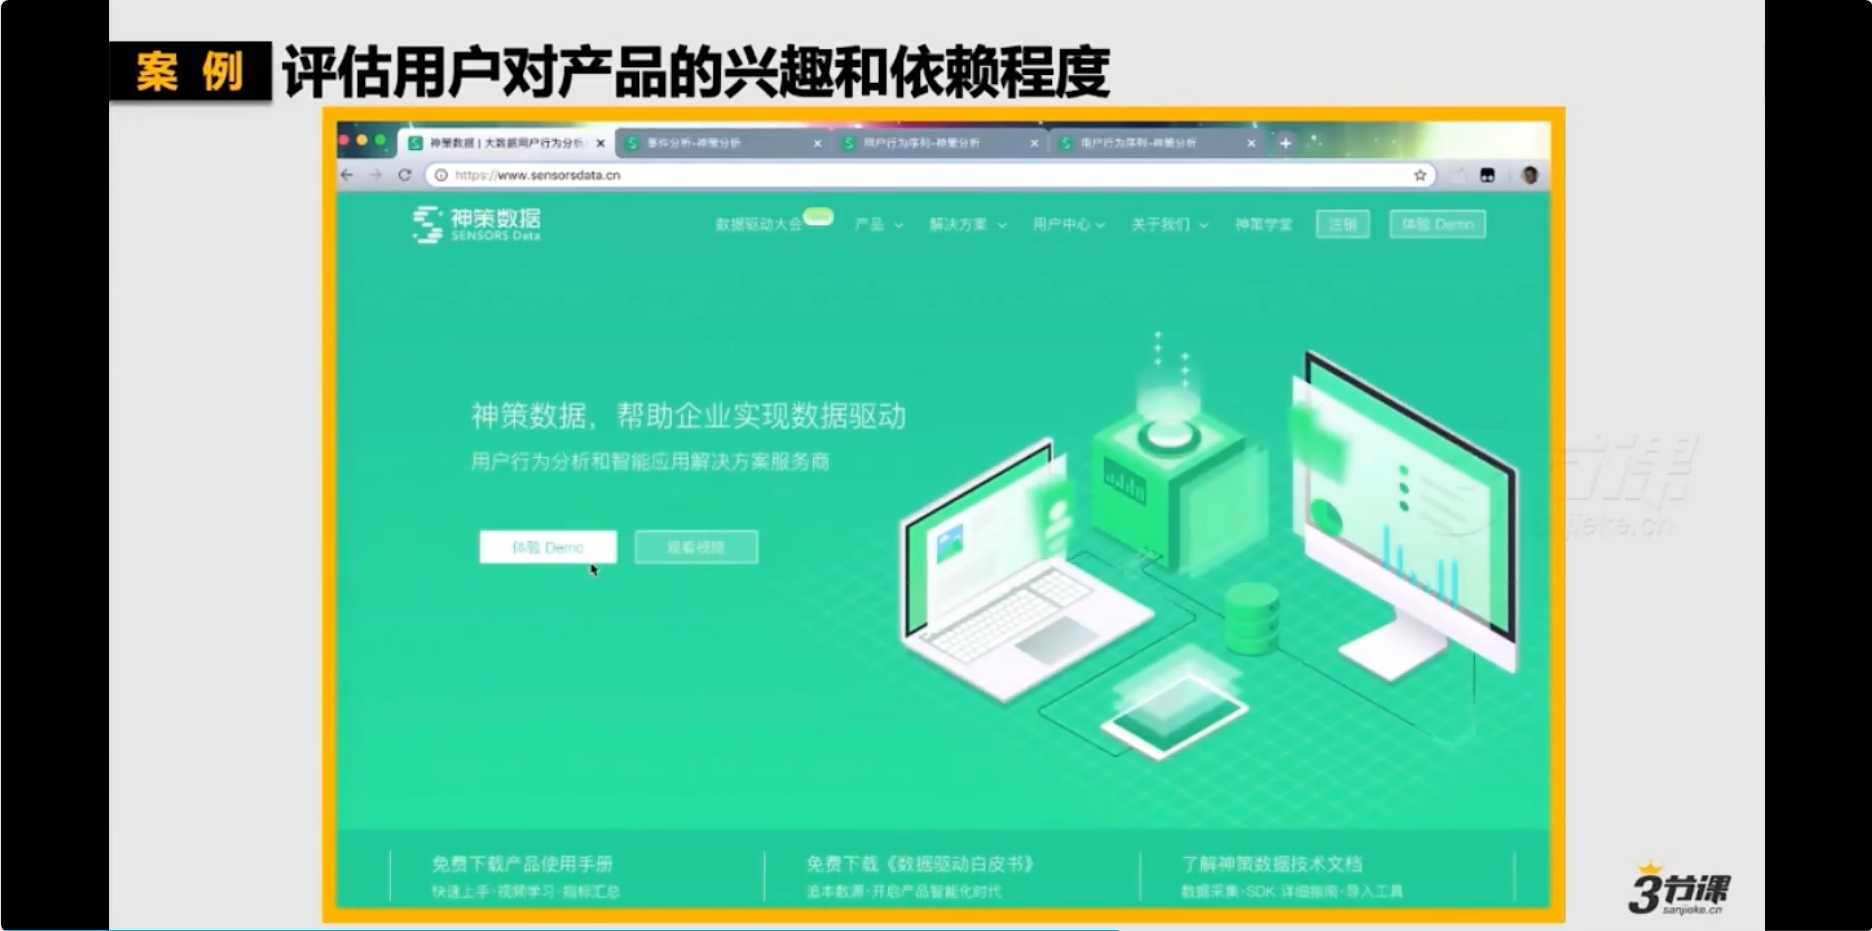 案例 评估用户对产品的兴趣和依赖程度
神策数据 | 大数据用户行为分析 事件分析-神策分析 用户行为序列-神策分析 用户行为序列-神策分析
https://www.sensorsdata.cn
神策数据
SENSORS Data
数据驱动大会 产品 解决方案 用户中心 关于我们 神策学堂 注销 体验 Demo
神策数据，帮助企业实现数据驱动
用户行为分析和智能应用解决方案服务商
体验 Demo 观看视频
节课
jieke.cn
免费下载产品使用手册 免费下载《数据驱动白皮书》 了解神策数据技术文档
快速上手·视频学习·指标汇总 追本数源·开启产品智能化时代 数据采集·SDK 详细指南·导入工具
3节课
sanjieke.cn